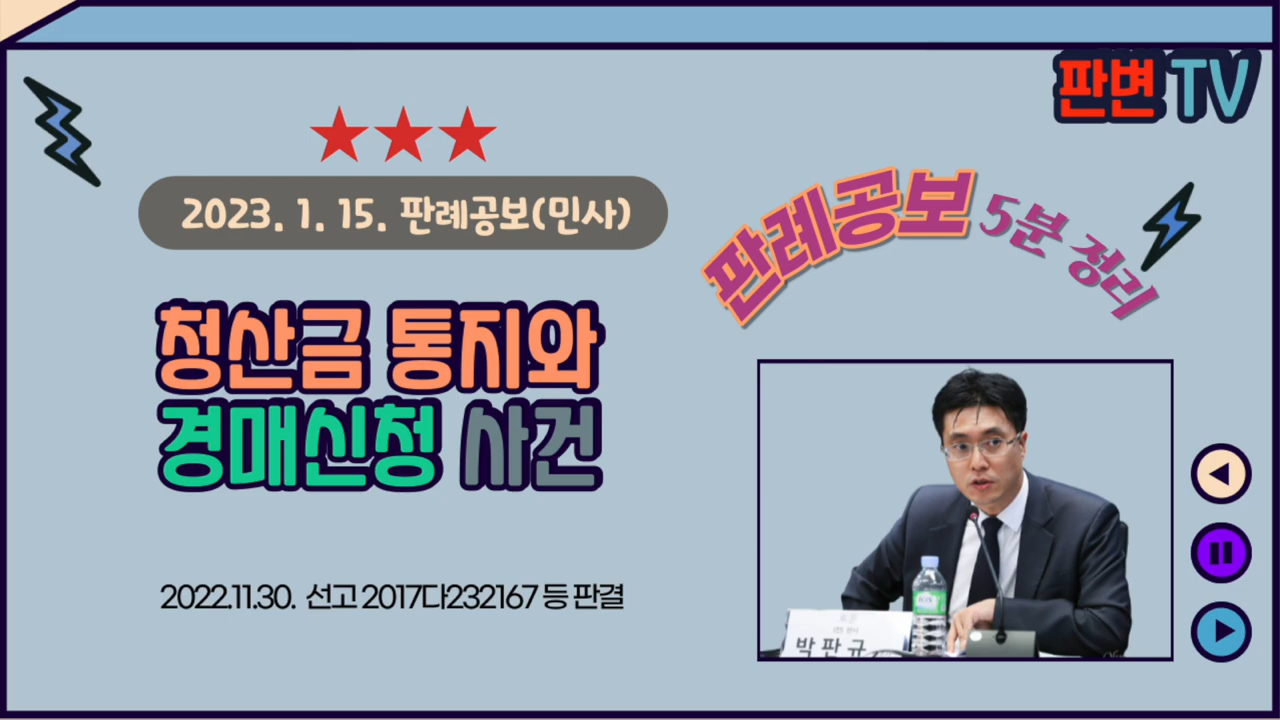 판변 TV
★★★
2023. 1. 15. 판례공보(민사)
판례공보 5분 정리
청산금 통지와
경매신청 사건
2022.11.30. 선고 2017다232167 등 판결
박판규